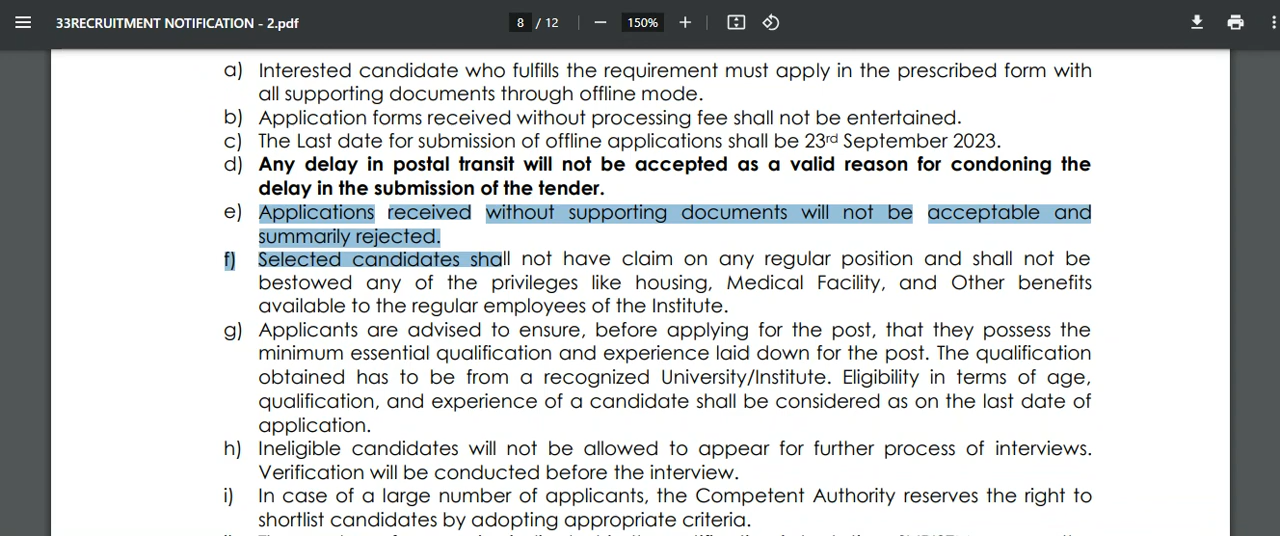 33RECRUITMENT NOTIFICATION - 2.pdf
8 / 12
150%
a) Interested candidate who fulfills the requirement must apply in the prescribed form with
all supporting documents through offline mode.
b) Application forms received without processing fee shall not be entertained.
c) The Last date for submission of offline applications shall be 23rd September 2023.
d) Any delay in postal transit will not be accepted as a valid reason for condoning the
delay in the submission of the tender.
e) Applications received without supporting documents will not be acceptable and
summarily rejected.
f) Selected candidates shall not have claim on any regular position and shall not be
bestowed any of the privileges like housing, Medical Facility, and Other benefits
available to the regular employees of the Institute.
g) Applicants are advised to ensure, before applying for the post, that they possess the
minimum essential qualification and experience laid down for the post. The qualification
obtained has to be from a recognized University/Institute. Eligibility in terms of age,
qualification, and experience of a candidate shall be considered as on the last date of
application.
h) Ineligible candidates will not be allowed to appear for further process of interviews.
Verification will be conducted before the interview.
i) In case of a large number of applicants, the Competent Authority reserves the right to
shortlist candidates by adopting appropriate criteria.